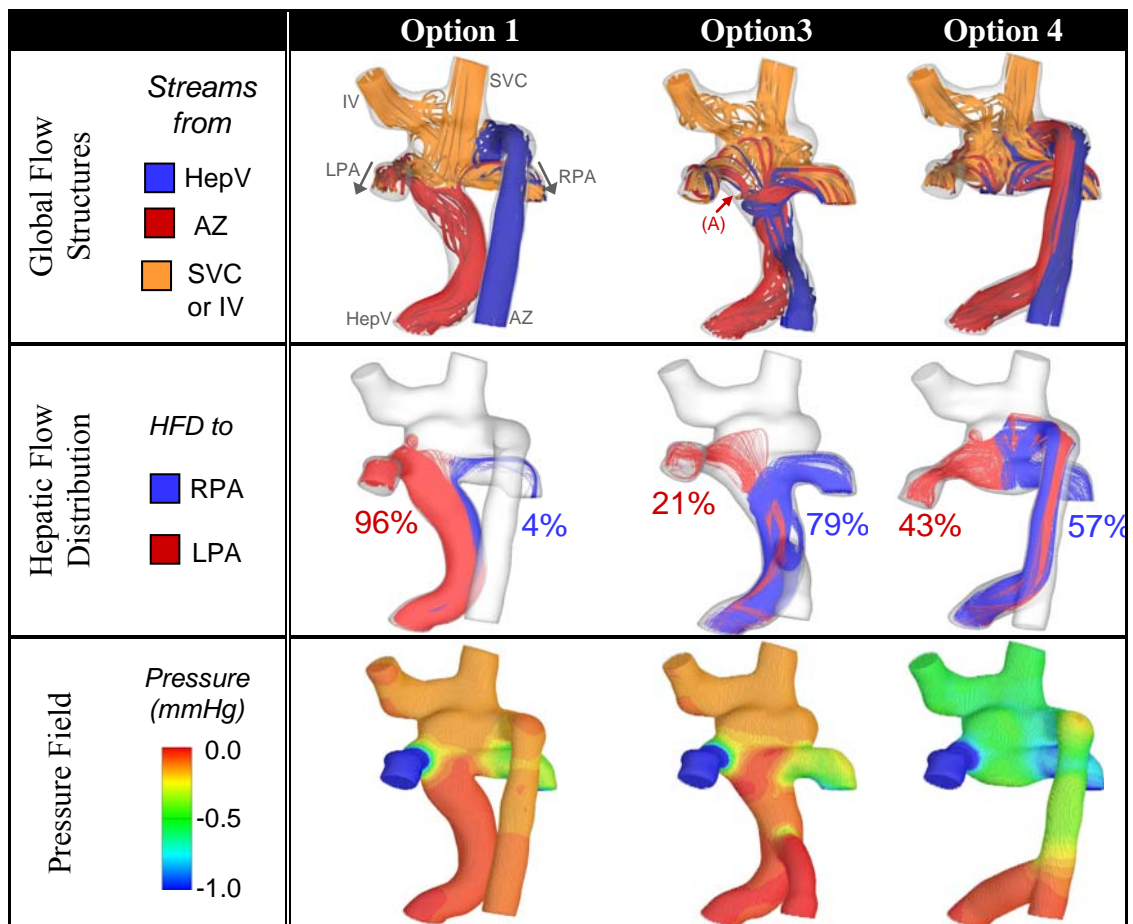 Option 1
Option3
Option 4
Global Flow
Structures
Streams
from
HepV
AZ
SVC
or IV
IV
SVC
LPA
RPA
HepV
AZ
(A)
Hepatic Flow
Distribution
HFD to
RPA
LPA
96%
4%
21%
79%
43%
57%
Pressure Field
Pressure
(mmHg)
0.0
-0.5
-1.0